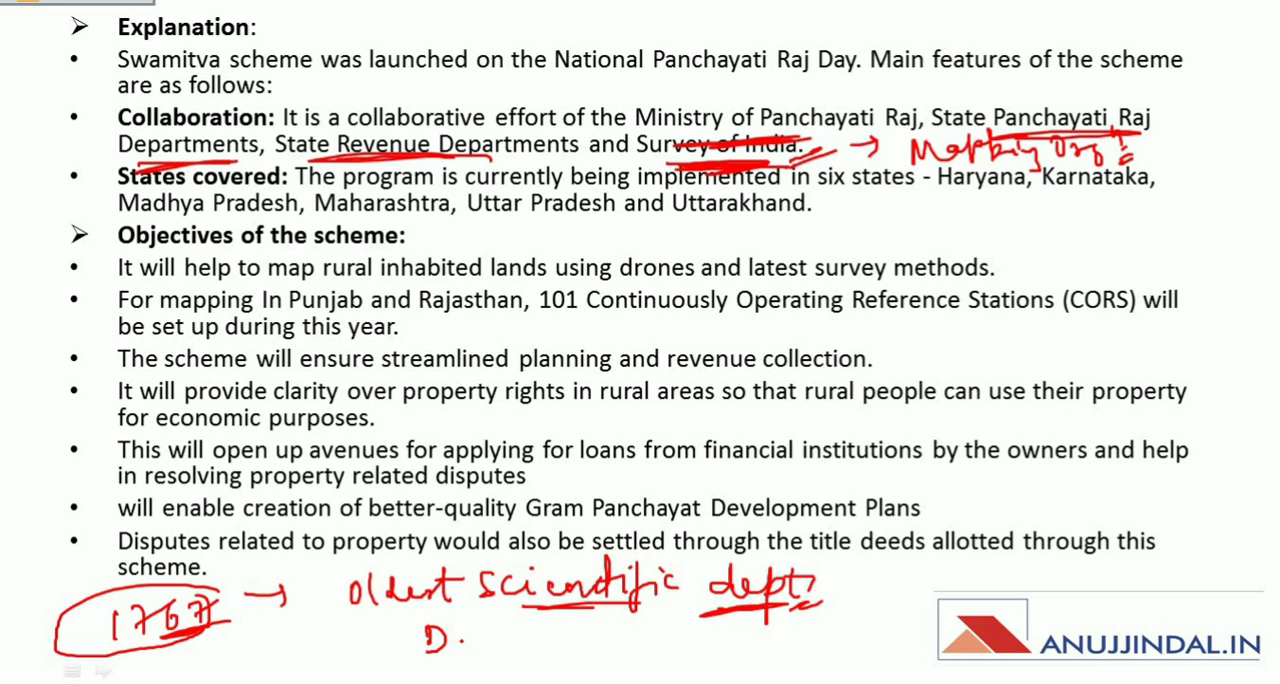 ➢ Explanation:
• Swamitva scheme was launched on the National Panchayati Raj Day. Main features of the scheme
are as follows:
• Collaboration: It is a collaborative effort of the Ministry of Panchayati Raj, State Panchayati Raj
Departments, State Revenue Departments and Survey of India. → Mapping Org.
• States covered: The program is currently being implemented in six states - Haryana, Karnataka,
Madhya Pradesh, Maharashtra, Uttar Pradesh and Uttarakhand.
➢ Objectives of the scheme:
• It will help to map rural inhabited lands using drones and latest survey methods.
• For mapping In Punjab and Rajasthan, 101 Continuously Operating Reference Stations (CORS) will
be set up during this year.
• The scheme will ensure streamlined planning and revenue collection.
• It will provide clarity over property rights in rural areas so that rural people can use their property
for economic purposes.
• This will open up avenues for applying for loans from financial institutions by the owners and help
in resolving property related disputes
• will enable creation of better-quality Gram Panchayat Development Plans
• Disputes related to property would also be settled through the title deeds allotted through this
scheme.
1767 → Oldest scientific dept.
D.
ANUJJINDAL.IN